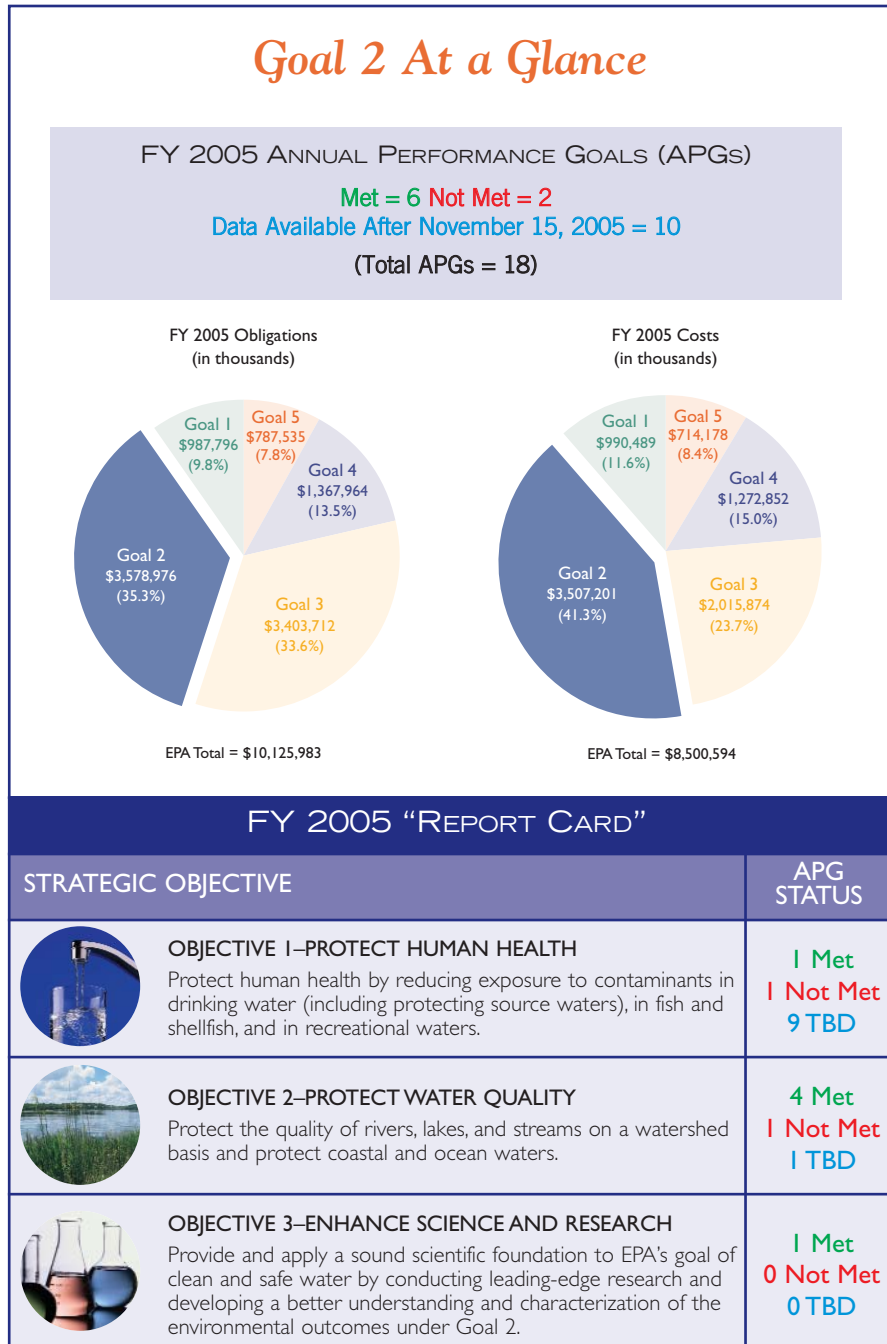 Goal 2 At a Glance
FY 2005 ANNUAL PERFORMANCE GOALS (APGS)
Met = 6 Not Met = 2
Data Available After November 15, 2005 = 10
(Total APGs = 18)
FY 2005 Obligations
(in thousands)
Goal 1
$987,796
(9.8%)
Goal 5
$787,535
(7.8%)
Goal 4
$1,367,964
(13.5%)
Goal 2
$3,578,976
(35.3%)
Goal 3
$3,403,712
(33.6%)
EPA Total = $10,125,983
FY 2005 Costs
(in thousands)
Goal 1
$990,489
(11.6%)
Goal 5
$714,178
(8.4%)
Goal 4
$1,272,852
(15.0%)
Goal 2
$3,507,201
(41.3%)
Goal 3
$2,015,874
(23.7%)
EPA Total = $8,500,594
FY 2005 “REPORT CARD”
STRATEGIC OBJECTIVE
APG
STATUS
OBJECTIVE 1–PROTECT HUMAN HEALTH
Protect human health by reducing exposure to contaminants in
drinking water (including protecting source waters), in fish and
shellfish, and in recreational waters.
1 Met
1 Not Met
9 TBD
OBJECTIVE 2–PROTECT WATER QUALITY
Protect the quality of rivers, lakes, and streams on a watershed
basis and protect coastal and ocean waters.
4 Met
1 Not Met
1 TBD
OBJECTIVE 3–ENHANCE SCIENCE AND RESEARCH
Provide and apply a sound scientific foundation to EPA’s goal of
clean and safe water by conducting leading-edge research and
developing a better understanding and characterization of the
environmental outcomes under Goal 2.
1 Met
0 Not Met
0 TBD